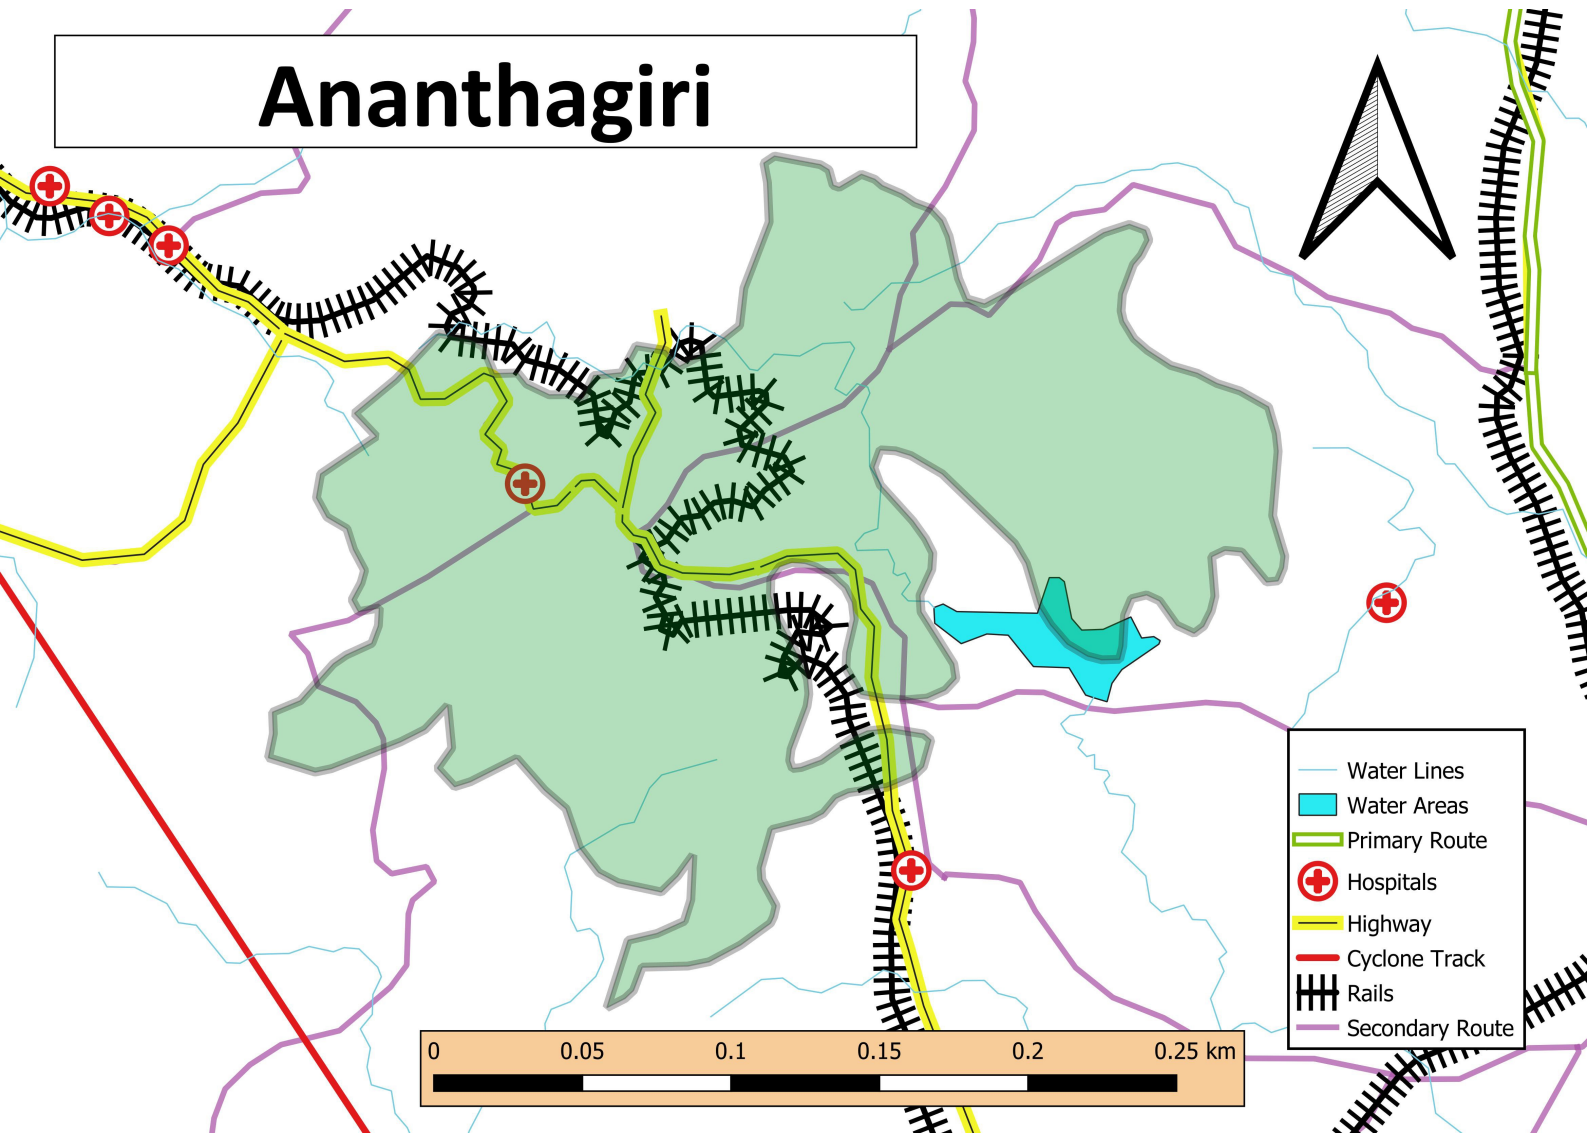 Ananthagiri
Water Lines
Water Areas
Primary Route
Hospitals
Highway
Cyclone Track
Rails
Secondary Route
0 0.05 0.1 0.15 0.2 0.25 km